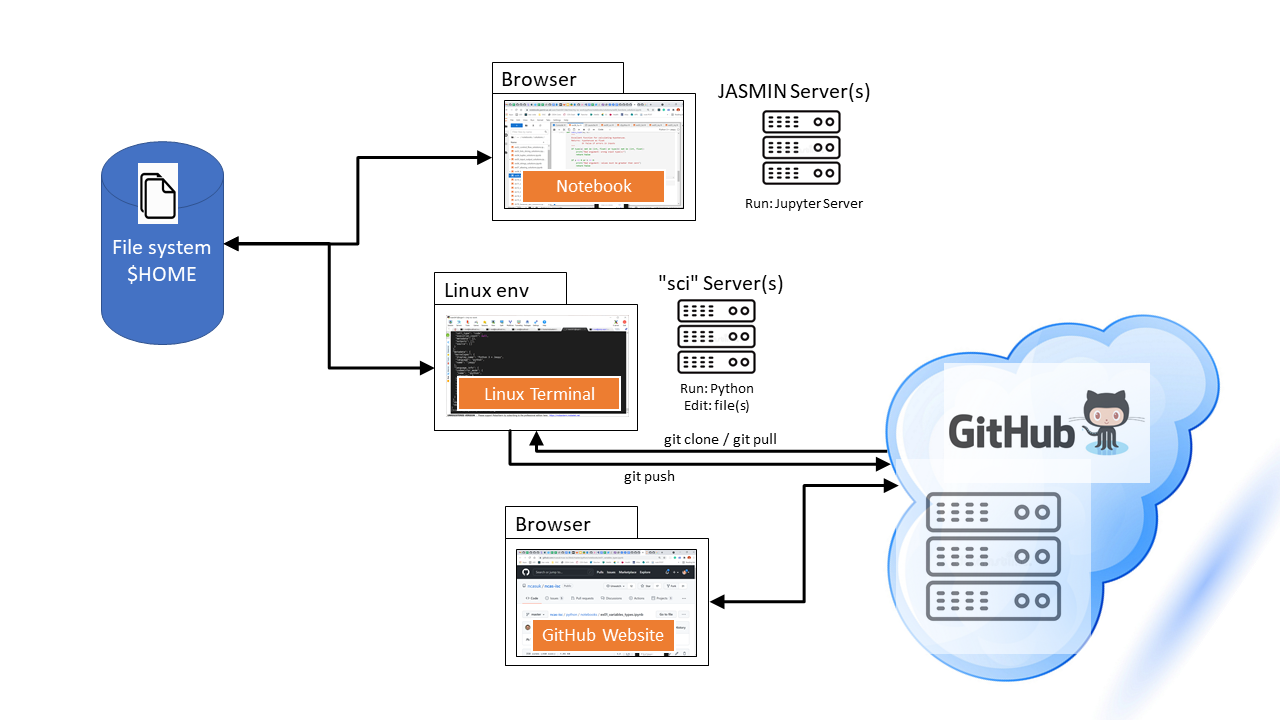 Browser
Notebook
JASMIN Server(s)
Run: Jupyter Server
File system
$HOME
Linux env
Linux Terminal
"sci" Server(s)
Run: Python
Edit: file(s)
git clone / git pull
git push
GitHub
Browser
GitHub Website